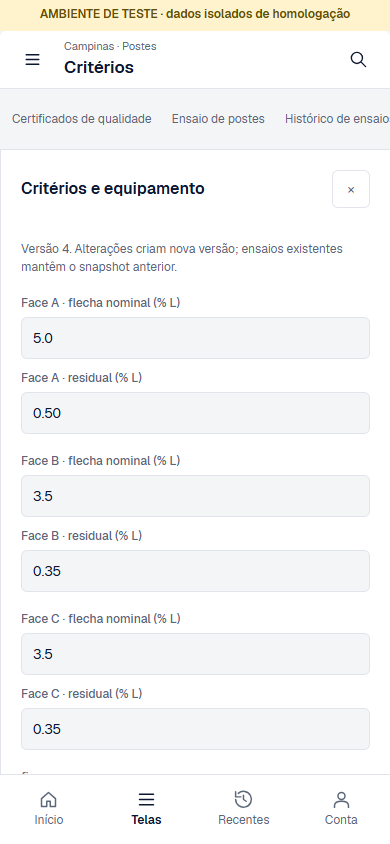 AMBIENTE DE TESTE · dados isolados de homologação
Campinas · Postes
Critérios
Certificados de qualidade
Ensaio de postes
Histórico de ensaio
Critérios e equipamento
×
Versão 4. Alterações criam nova versão; ensaios existentes
mantêm o snapshot anterior.
Face A · flecha nominal (% L)
5.0
Face A · residual (% L)
0.50
Face B · flecha nominal (% L)
3.5
Face B · residual (% L)
0.35
Face C · flecha nominal (% L)
3.5
Face C · residual (% L)
0.35
Início
Telas
Recentes
Conta